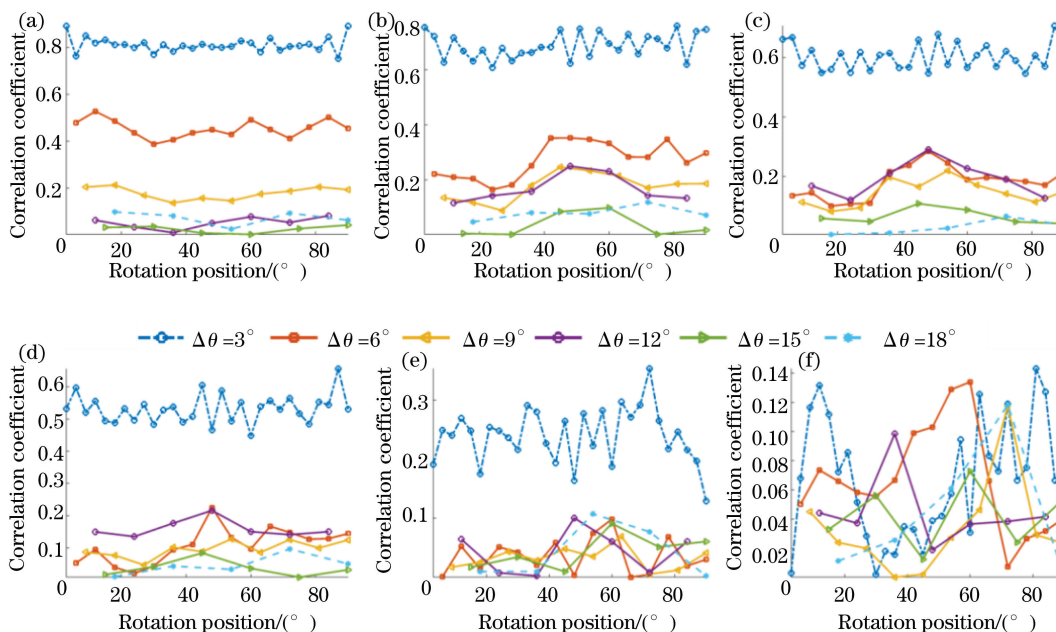 (a) (b) (c)
Correlation coefficient Correlation coefficient Correlation coefficient
0.8 0.8
0.6 0.6 0.6
0.4 0.4 0.4
0.2 0.2 0.2
0 20 40 60 80 0 20 40 60 80 0 20 40 60 80
Rotation position/(° ) Rotation position/(° ) Rotation position/(° )
Δθ=3° Δθ=6° Δθ=9° Δθ=12° Δθ=15° Δθ=18°
(d) (e) (f)
Correlation coefficient Correlation coefficient Correlation coefficient
0.6 0.3 0.14
0.5 0.12
0.4 0.2 0.10
0.3 0.08
0.2 0.1 0.06
0.1 0.04
0.02
0 20 40 60 80 0 20 40 60 80 0 20 40 60 80
Rotation position/(° ) Rotation position/(° ) Rotation position/(° )